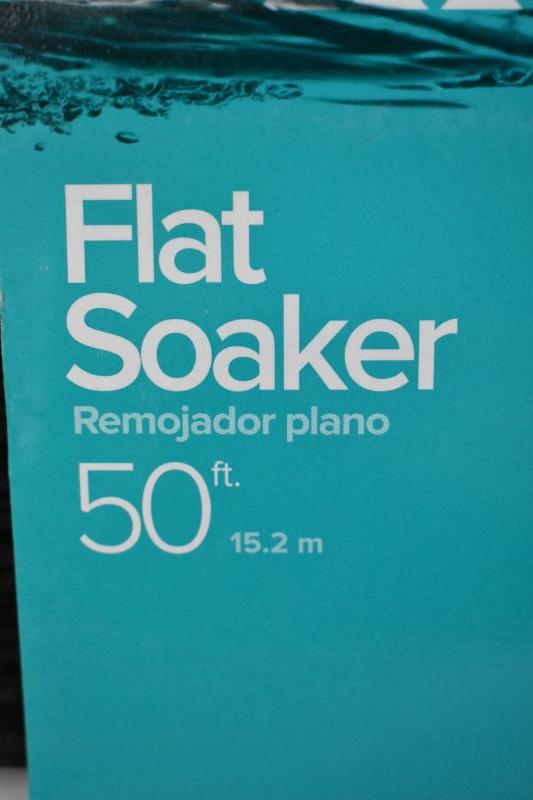 Flat
Soaker
Remojador plano
50 ft.
15.2 m